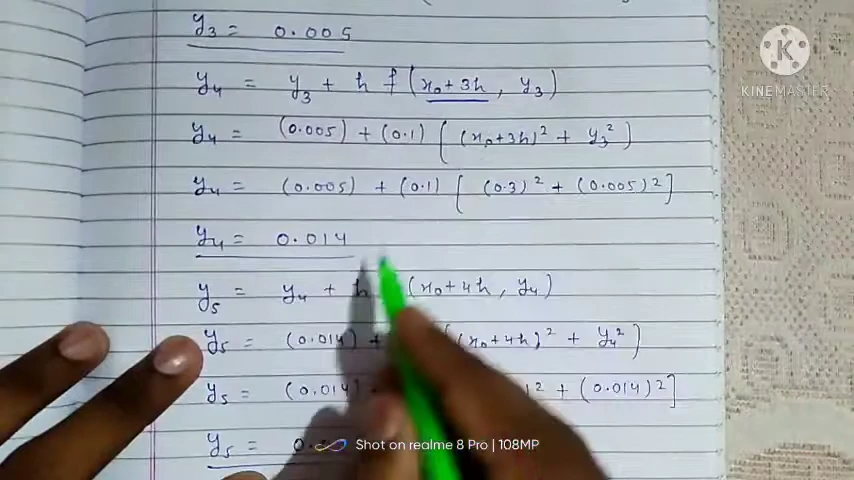 y₃ = 0.005
y₄ = y₃ + h f (x₀+3h, y₃)
y₄ = (0.005) + (0.1) [ (x₀+3h)² + y₃² ]
y₄ = (0.005) + (0.1) [ (0.3)² + (0.005)² ]
y₄ = 0.014
y₅ = y₄ + h (x₀+4h, y₄)
y₅ = (0.014) + (x₀+4h)² + y₄² ]
y₅ = (0.014) )² + (0.014)² ]
y₅ = 0.
KINEMASTER
Shot on realme 8 Pro | 108MP